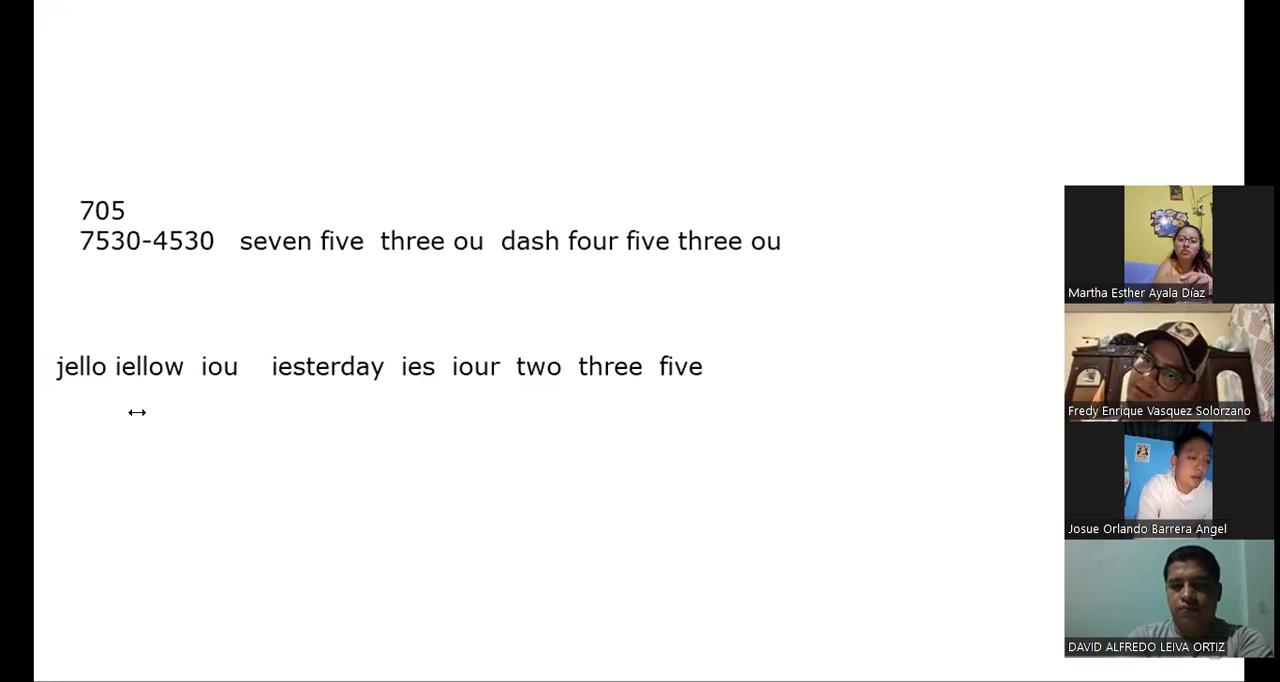 705
7530-4530 seven five three ou dash four five three ou
jello iellow iou iesterday ies iour two three five
Martha Esther Ayala Díaz
Fredy Enrique Vasquez Solorzano
Josue Orlando Barrera Angel
DAVID ALFREDO LEIVA ORTIZ